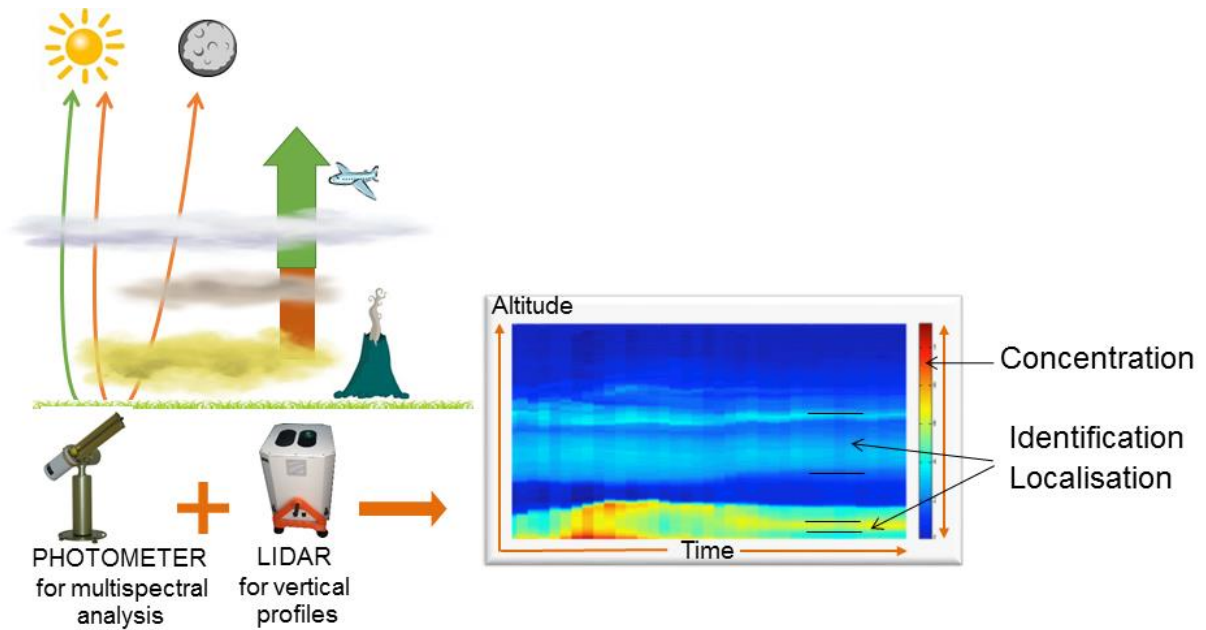 Altitude
Concentration
Identification
Localisation
Time
PHOTOMETER
for multispectral
analysis
LIDAR
for vertical
profiles